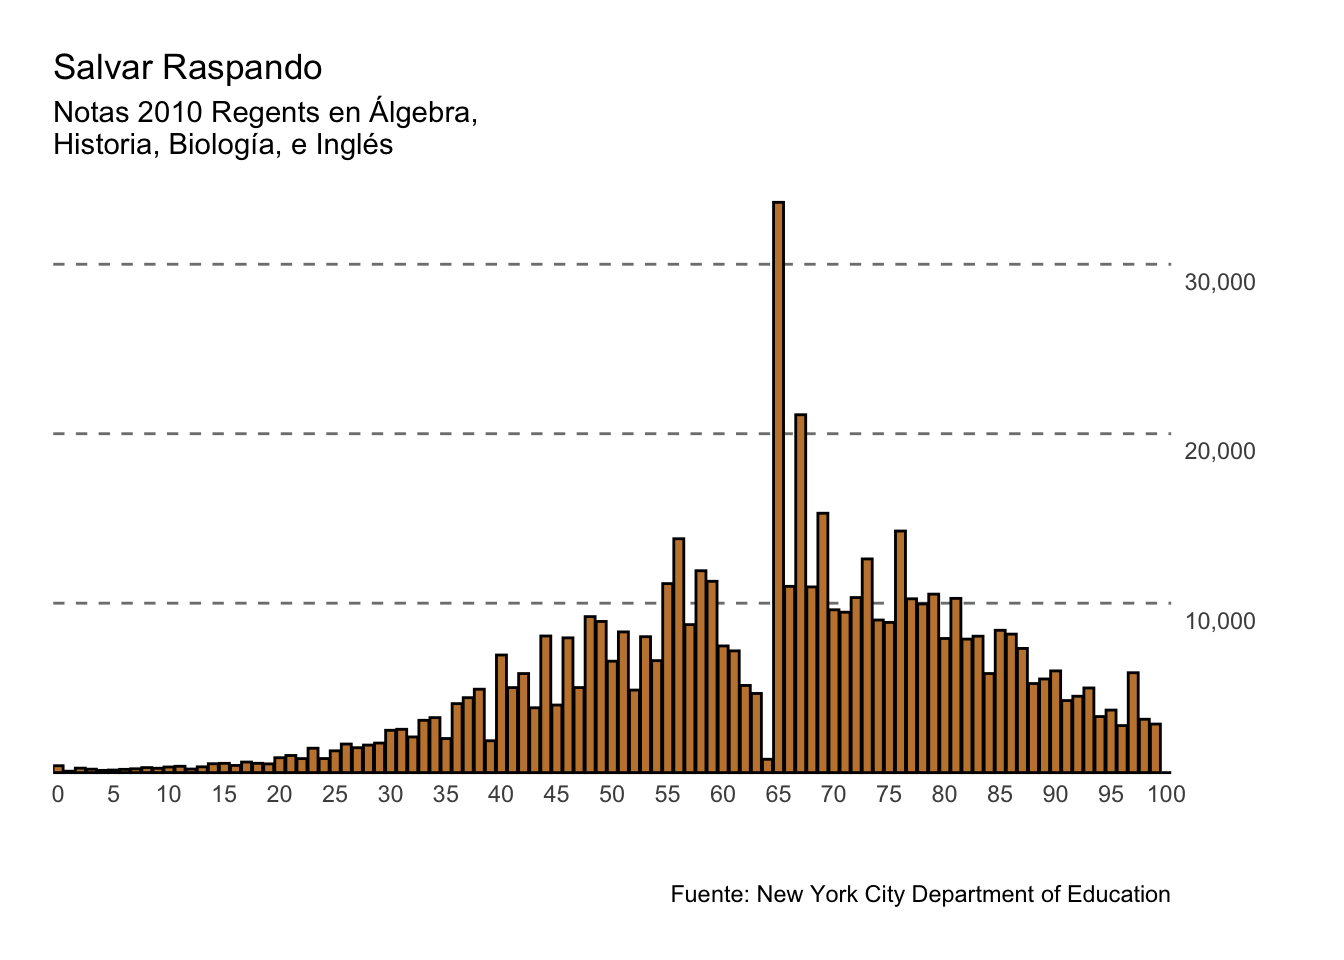 Salvar Raspando
Notas 2010 Regents en Álgebra,
Historia, Biología, e Inglés
30,000
20,000
10,000
0 5 10 15 20 25 30 35 40 45 50 55 60 65 70 75 80 85 90 95 100
Fuente: New York City Department of Education